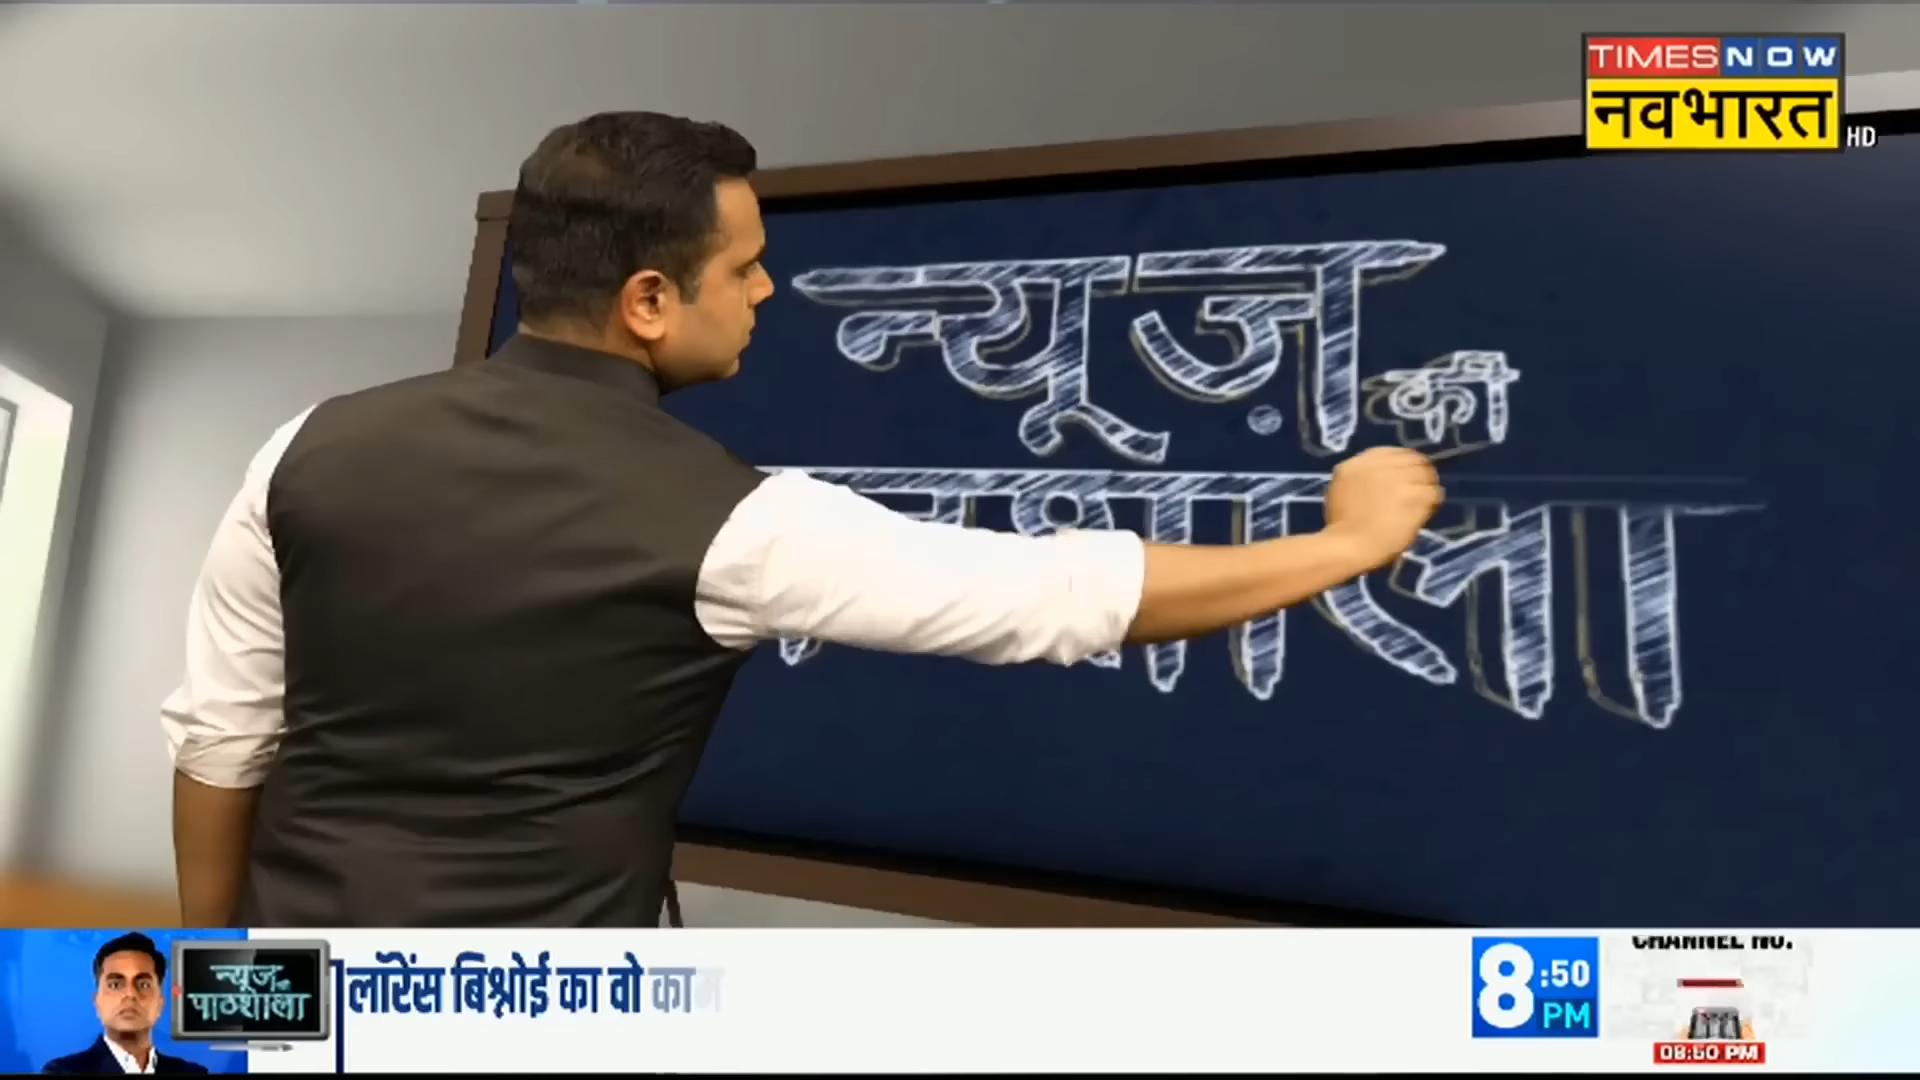 TIMES NOW
नवभारत
HD
न्यूज़ की
न्यूज़ की
पाठशाला
लॉरेंस बिश्नोई का वो काम
8:50
PM
CHANNEL NO.
08:50 PM